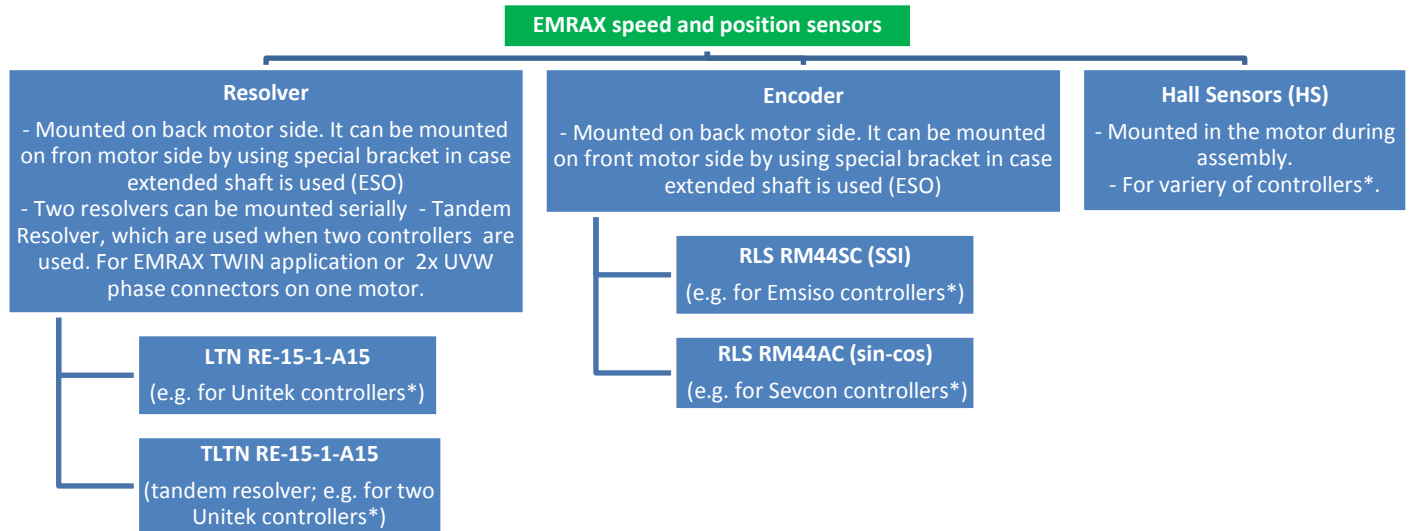 EMRAX speed and position sensors
Resolver
- Mounted on back motor side. It can be mounted
on fron motor side by using special bracket in case
extended shaft is used (ESO)
- Two resolvers can be mounted serially - Tandem
Resolver, which are used when two controllers are
used. For EMRAX TWIN application or 2x UVW
phase connectors on one motor.
LTN RE-15-1-A15
(e.g. for Unitek controllers*)
TLTN RE-15-1-A15
(tandem resolver; e.g. for two
Unitek controllers*)
Encoder
- Mounted on back motor side. It can be mounted
on front motor side by using special bracket in case
extended shaft is used (ESO)
RLS RM44SC (SSI)
(e.g. for Emsiso controllers*)
RLS RM44AC (sin-cos)
(e.g. for Sevcon controllers*)
Hall Sensors (HS)
- Mounted in the motor during
assembly.
- For variery of controllers*.